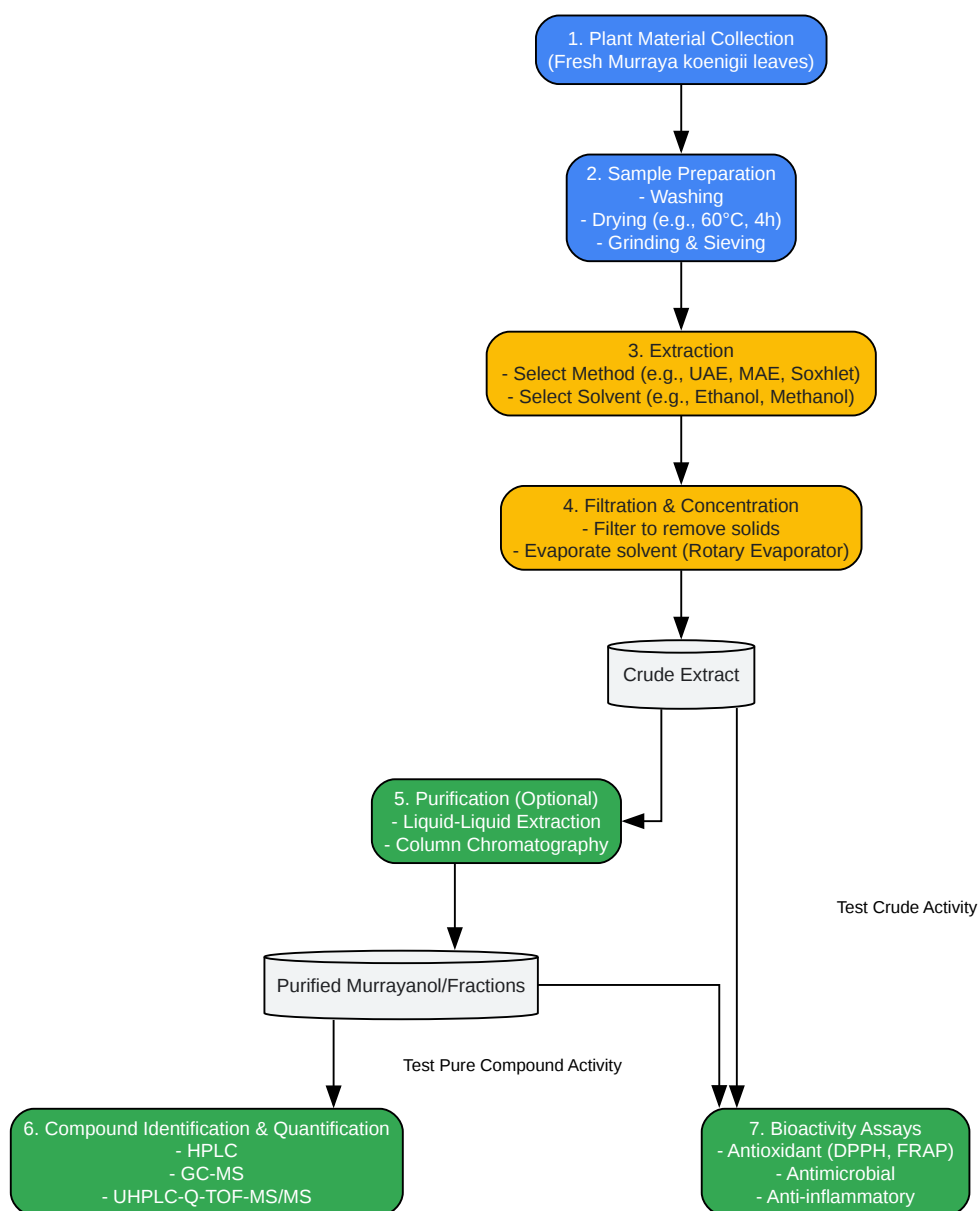 1. Plant Material Collection
(Fresh Murraya koenigii leaves)
2. Sample Preparation
- Washing
- Drying (e.g., 60°C, 4h)
- Grinding & Sieving
3. Extraction
- Select Method (e.g., UAE, MAE, Soxhlet)
- Select Solvent (e.g., Ethanol, Methanol)
4. Filtration & Concentration
- Filter to remove solids
- Evaporate solvent (Rotary Evaporator)
Crude Extract
5. Purification (Optional)
- Liquid-Liquid Extraction
- Column Chromatography
Test Crude Activity
Purified Murrayanol/Fractions
Test Pure Compound Activity
6. Compound Identification & Quantification
- HPLC
- GC-MS
- UHPLC-Q-TOF-MS/MS
7. Bioactivity Assays
- Antioxidant (DPPH, FRAP)
- Antimicrobial
- Anti-inflammatory